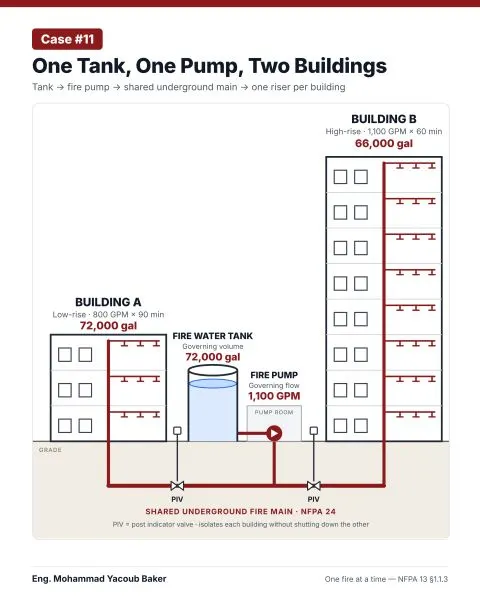 Case #11
One Tank, One Pump, Two Buildings
Tank → fire pump → shared underground main → one riser per building
BUILDING B
High-rise · 1,100 GPM × 60 min
66,000 gal
BUILDING A
Low-rise · 800 GPM × 90 min
72,000 gal
FIRE WATER TANK
Governing volume
72,000 gal
FIRE PUMP
Governing flow
1,100 GPM
PUMP ROOM
GRADE
PIV
PIV
SHARED UNDERGROUND FIRE MAIN · NFPA 24
PIV = post indicator valve · isolates each building without shutting down the other
Eng. Mohammad Yacoub Baker
One fire at a time — NFPA 13 §1.1.3